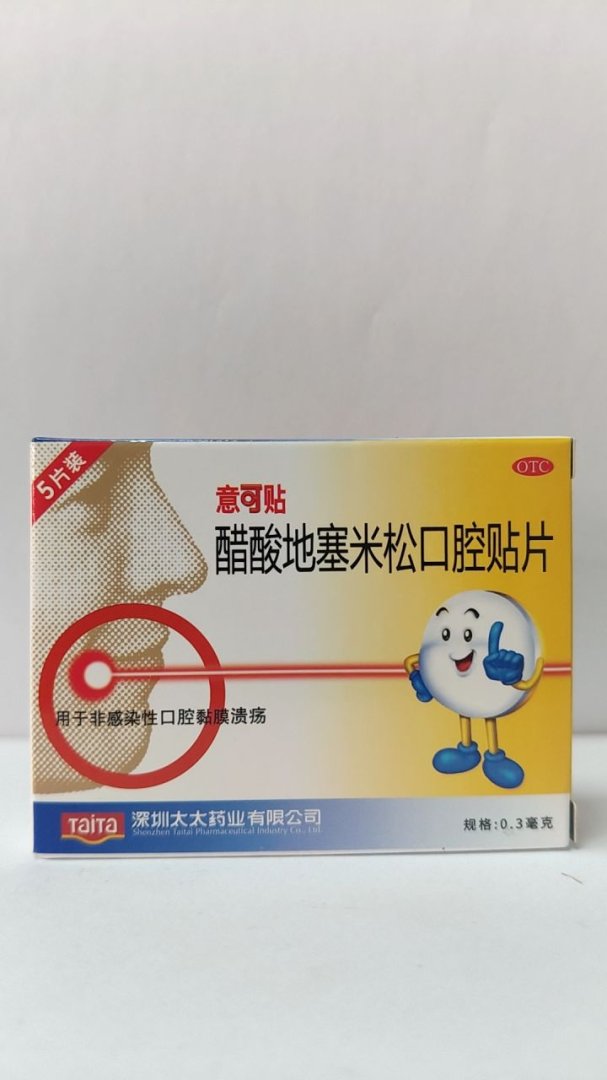 5片装
OTC
意可贴
醋酸地塞米松口腔贴片
用于非感染性口腔黏膜溃疡
Taita
深圳太太药业有限公司
Shenzhen Taitai Pharmaceutical Industry Co., Ltd.
规格:0.3毫克